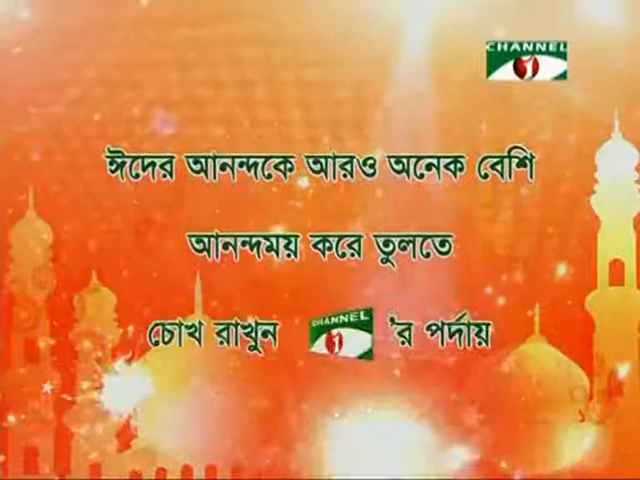 CHANNEL i
ঈদের আনন্দকে আরও অনেক বেশি
আনন্দময় করে তুলতে
চোখ রাখুন CHANNEL i 'র পর্দায়